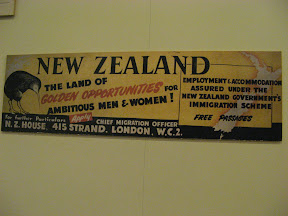 NEW ZEALAND
THE LAND OF
GOLDEN OPPORTUNITIES FOR
AMBITIOUS MEN & WOMEN!
EMPLOYMENT & ACCOMMODATION
ASSURED UNDER THE
NEW ZEALAND GOVERNMENT'S
IMMIGRATION SCHEME
FREE PASSAGES
For Further Particulars Apply CHIEF MIGRATION OFFICER
N.Z. HOUSE, 415 STRAND, LONDON, W.C.2.